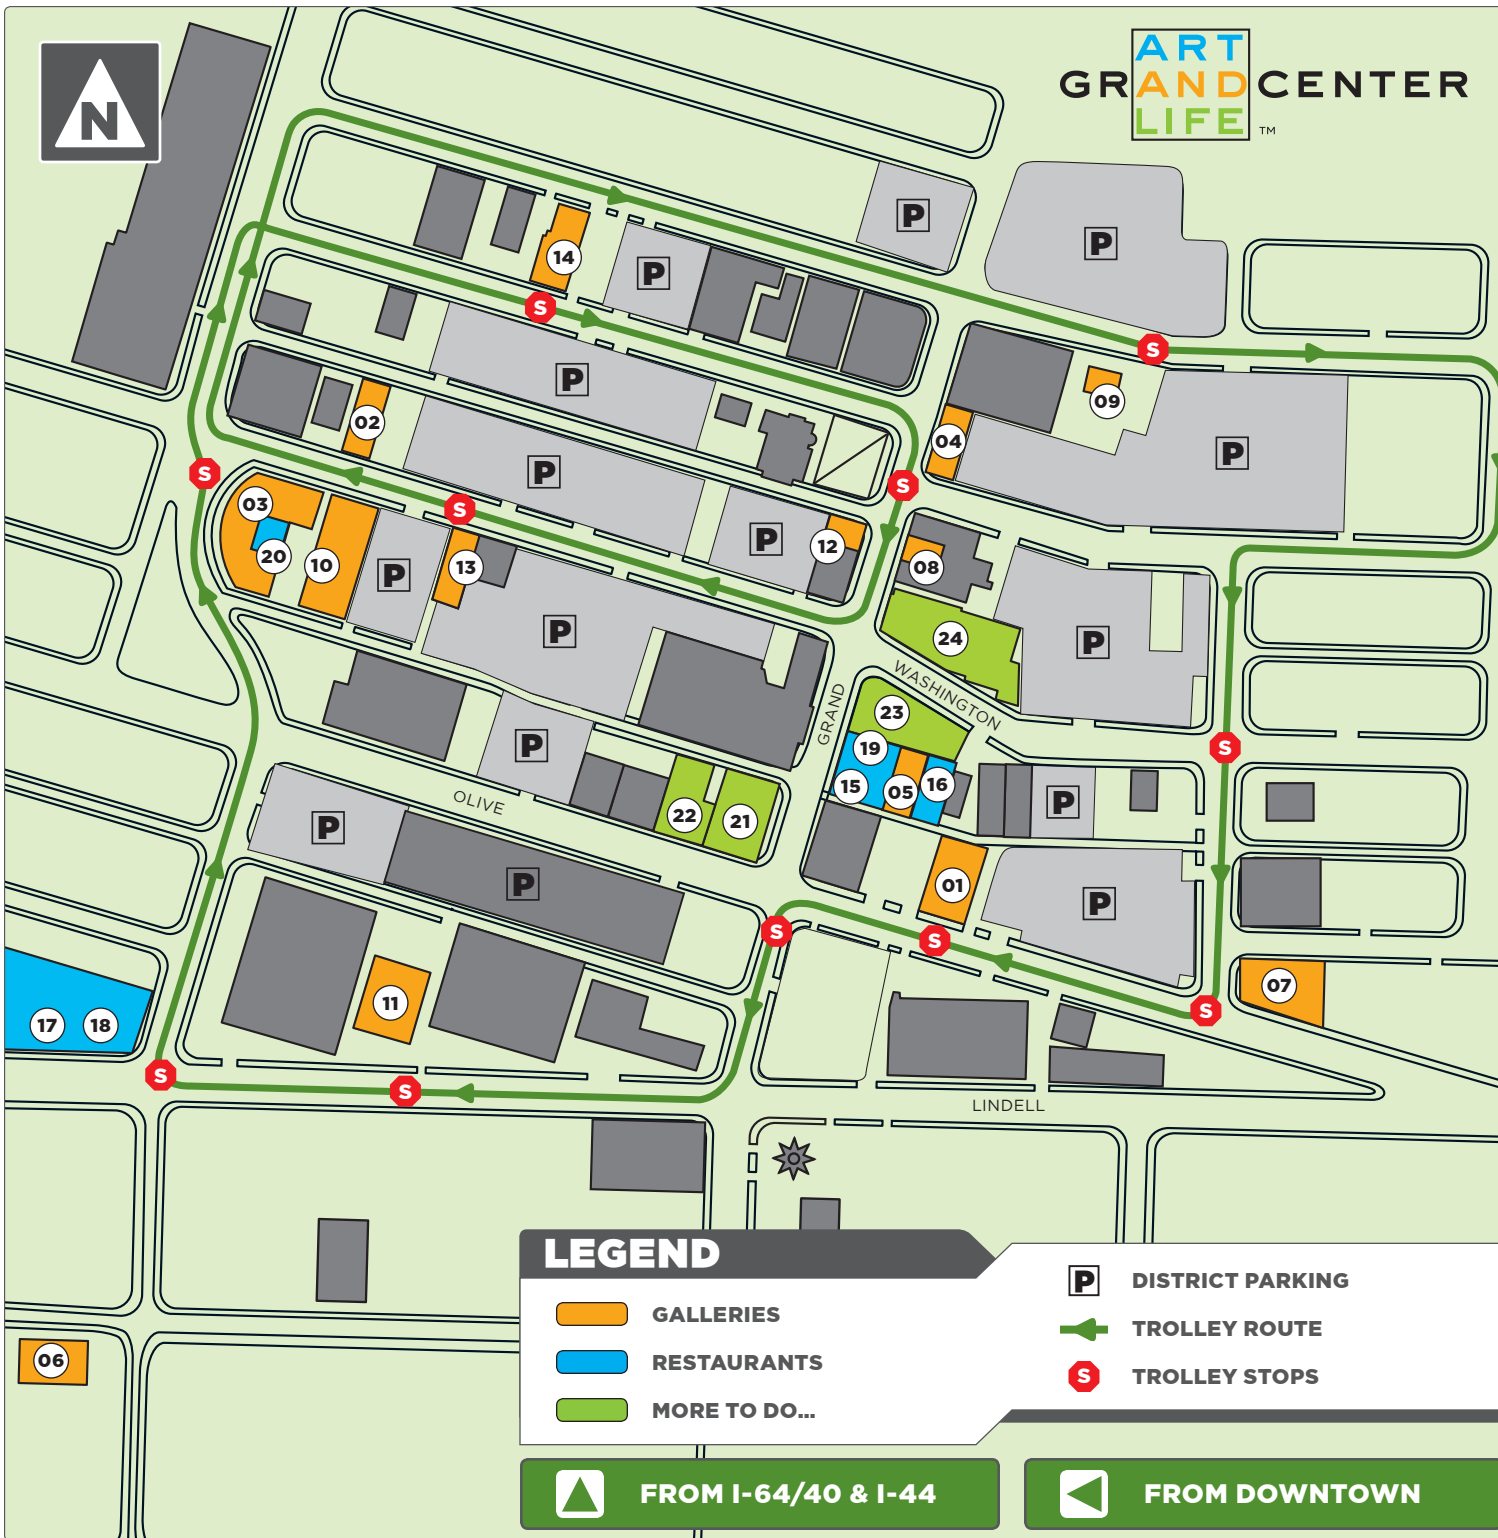 N
ART
GRANDCENTER
LIFE
TM
P
P
14
P
S
S
P
09
02
04
P
P
S
S
03
S
12
P
20
10
13
08
P
P
24
P
WASHINGTON
GRAND
23
P
19
S
15
05
16
P
OLIVE
22
21
P
P
01
P
S
S
07
11
17
18
S
S
S
LINDELL
06
LEGEND
GALLERIES
RESTAURANTS
MORE TO DO...
P DISTRICT PARKING
TROLLEY ROUTE
S TROLLEY STOPS
FROM I-64/40 & I-44
FROM DOWNTOWN